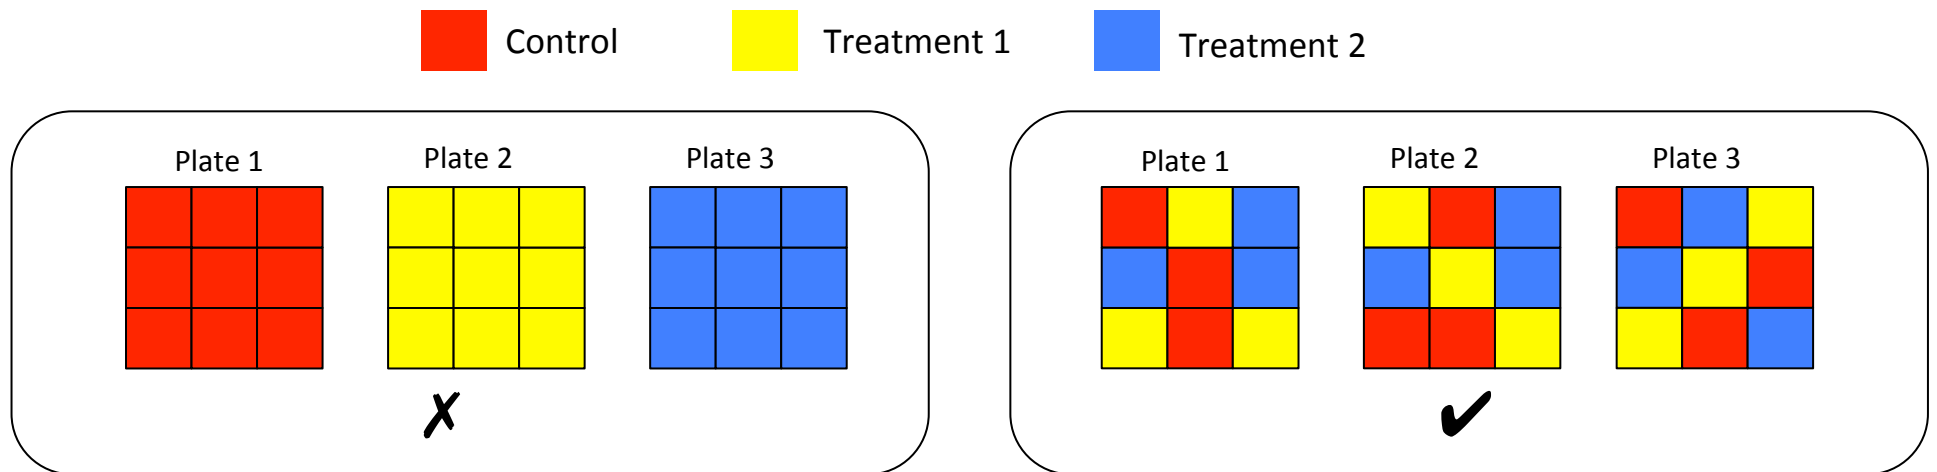 Control
Treatment 1
Treatment 2
Plate 1
Plate 2
Plate 3
✗
Plate 1
Plate 2
Plate 3
✔